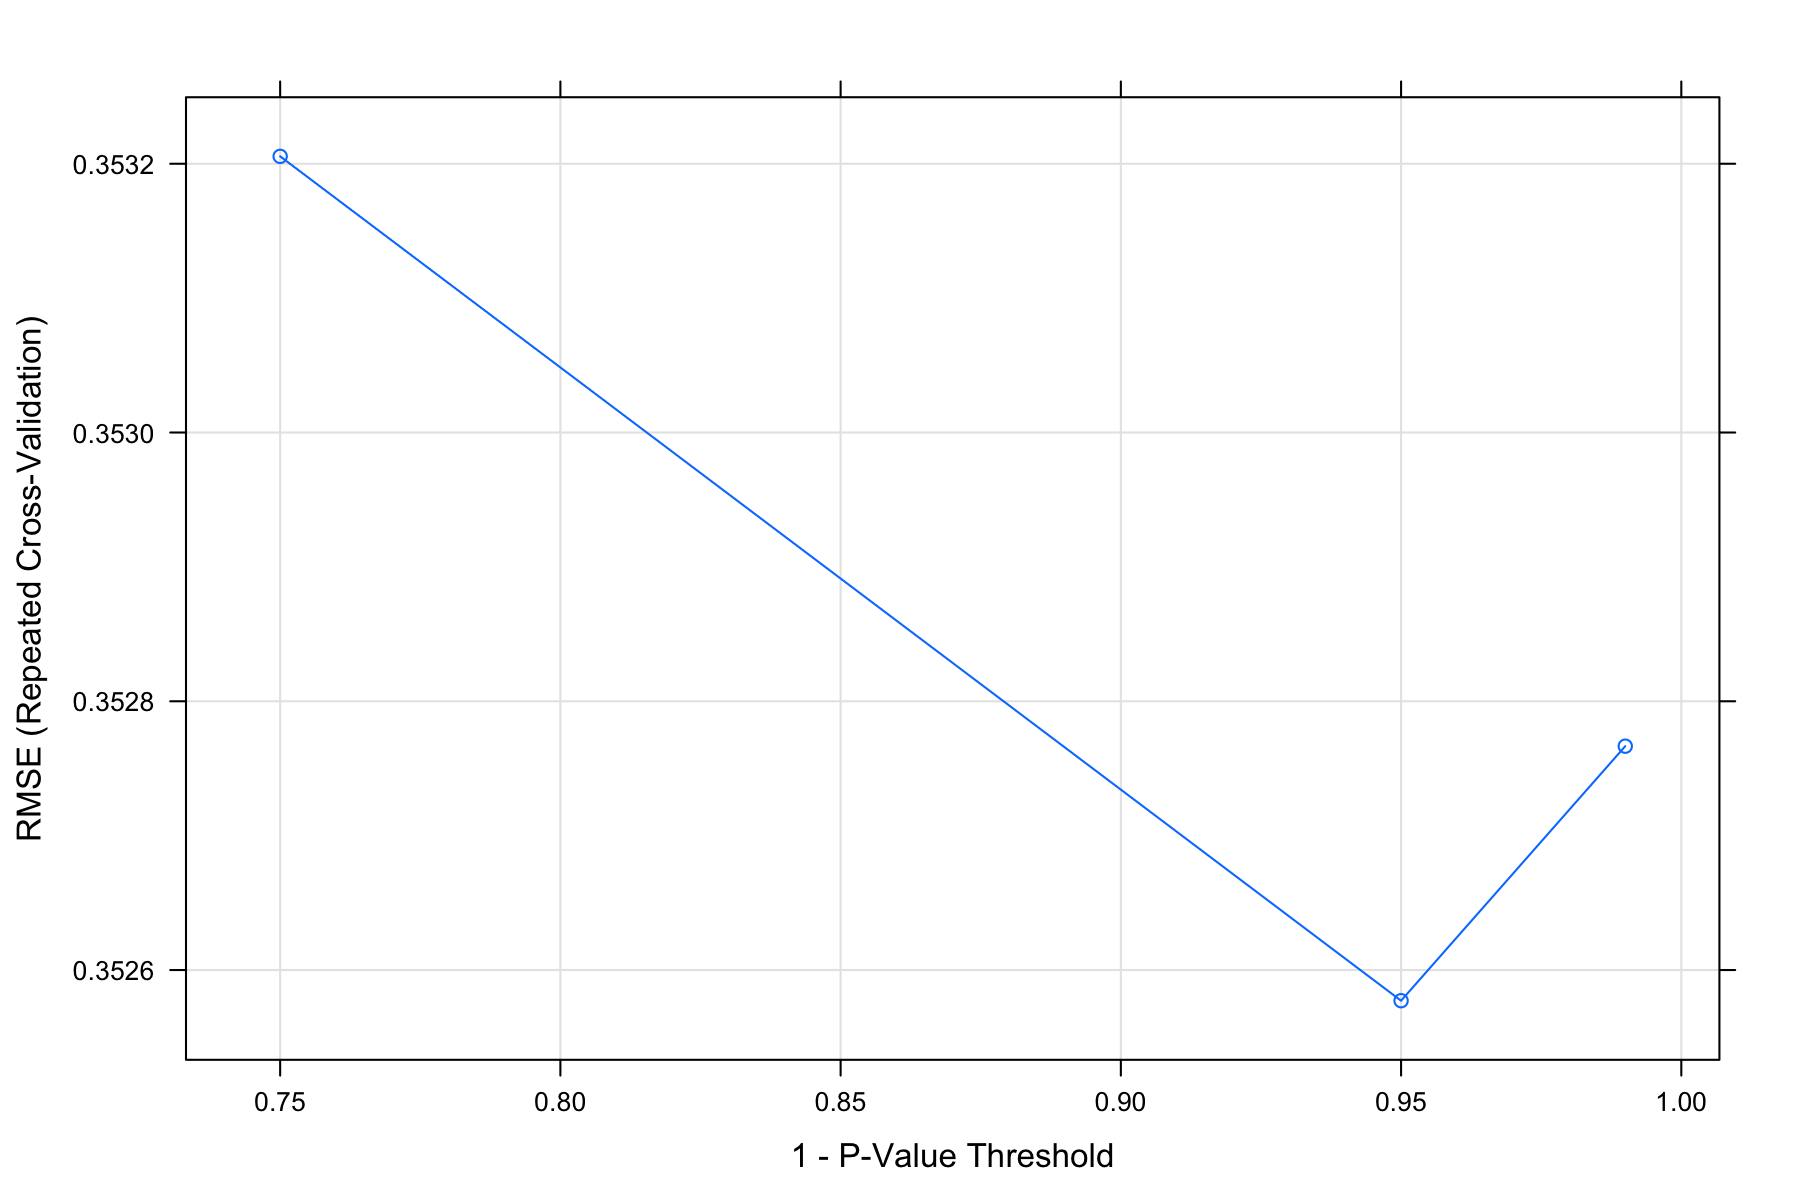 0.3532
0.3530
0.3528
0.3526
RMSE (Repeated Cross-Validation)
0.75 0.80 0.85 0.90 0.95 1.00
1 - P-Value Threshold